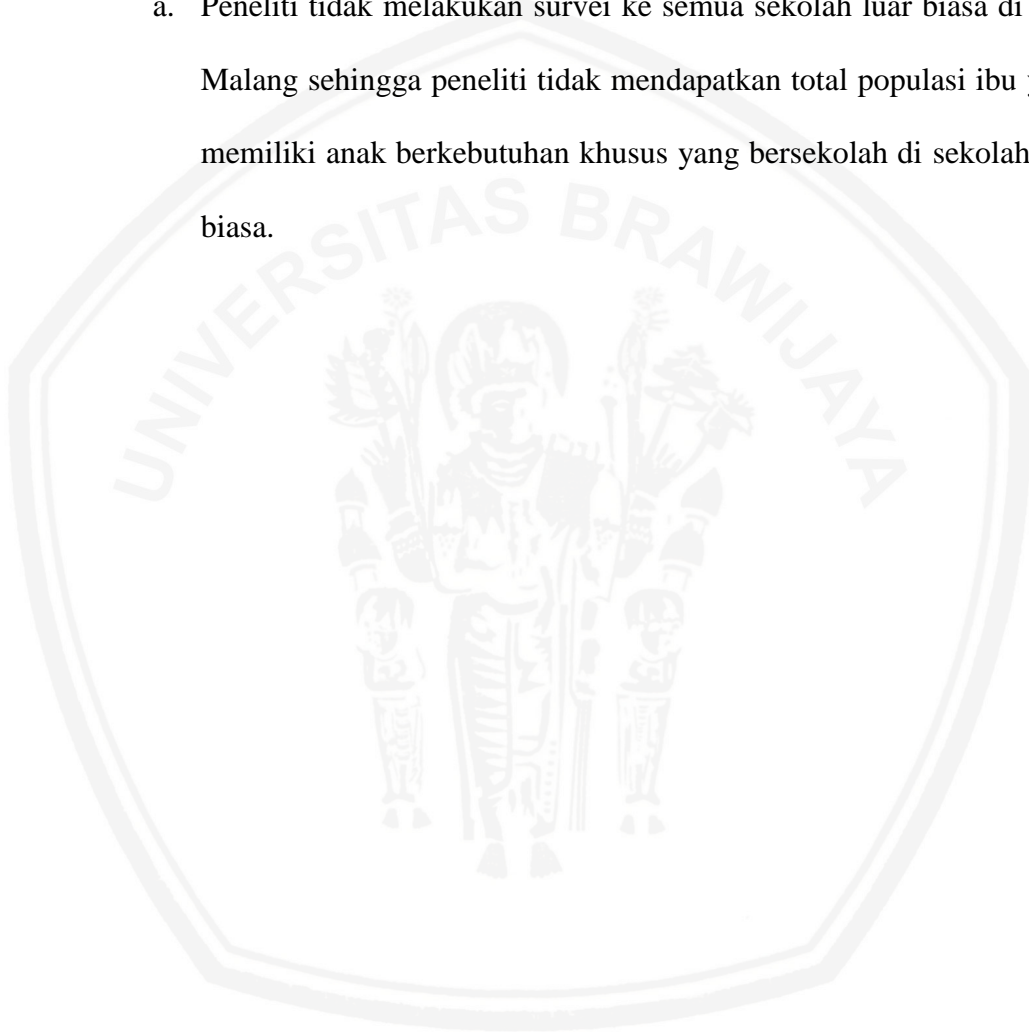 a. Peneliti tidak melakukan survei ke semua sekolah luar biasa di
Malang sehingga peneliti tidak mendapatkan total populasi ibu
memiliki anak berkebutuhan khusus yang bersekolah di sekolah
biasa.
UNIVERSITAS BRAWIJAYA